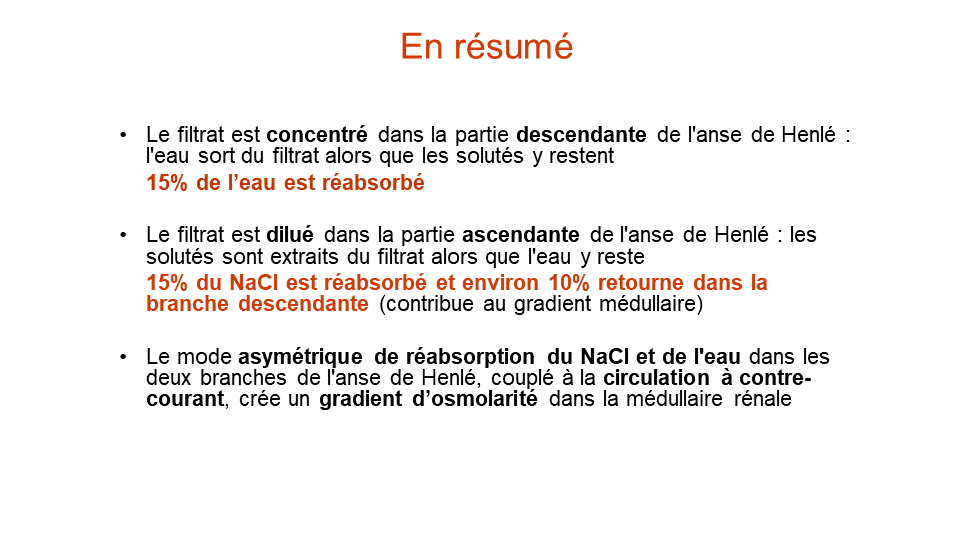 En résumé
• Le filtrat est concentré dans la partie descendante de l'anse de Henlé :
l'eau sort du filtrat alors que les solutés y restent
15% de l’eau est réabsorbé
• Le filtrat est dilué dans la partie ascendante de l'anse de Henlé : les
solutés sont extraits du filtrat alors que l'eau y reste
15% du NaCl est réabsorbé et environ 10% retourne dans la
branche descendante (contribue au gradient médullaire)
• Le mode asymétrique de réabsorption du NaCl et de l'eau dans les
deux branches de l'anse de Henlé, couplé à la circulation à contre-
courant, crée un gradient d’osmolarité dans la médullaire rénale